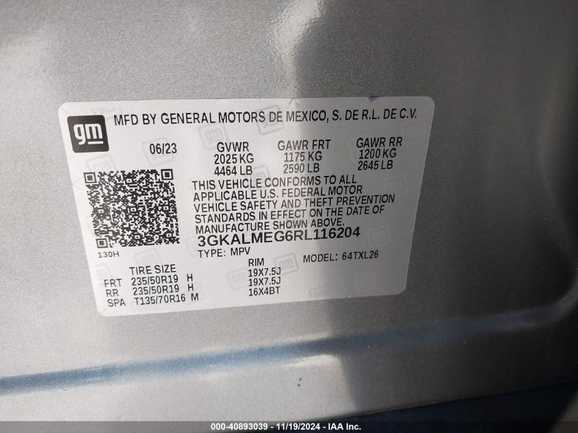 gm MFD BY GENERAL MOTORS DE MEXICO, S. DE R.L. DE C.V.
06/23 GVWR GAWR FRT GAWR RR
2025 KG 1175 KG 1200 KG
4464 LB 2590 LB 2645 LB
THIS VEHICLE CONFORMS TO ALL
APPLICABLE U.S. FEDERAL MOTOR
VEHICLE SAFETY AND THEFT PREVENTION
STANDARDS IN EFFECT ON THE DATE OF
MANUFACTURE SHOWN ABOVE.
3GKALMEG6RL116204
130H TYPE: MPV MODEL: 64TXL26
TIRE SIZE RIM
FRT 235/50R19 H 19X7.5J
RR 235/50R19 H 19X7.5J
SPA T135/70R16 M 16X4BT
000-40893039 - 11/19/2024 - IAA Inc.